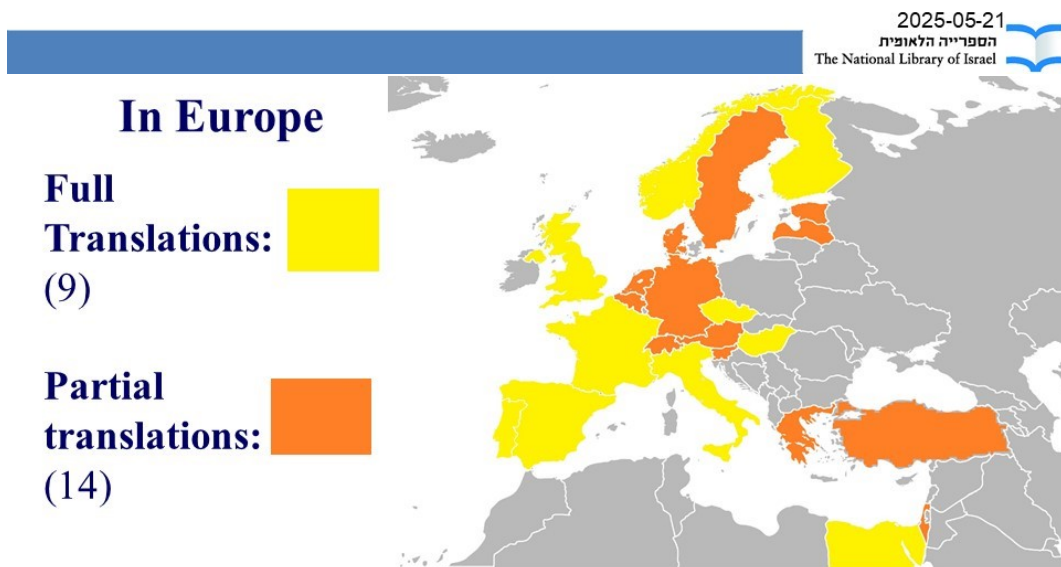 2025-05-21
הספרייה הלאומית
The National Library of Israel
In Europe
Full
Translations:
(9)
Partial
translations:
(14)